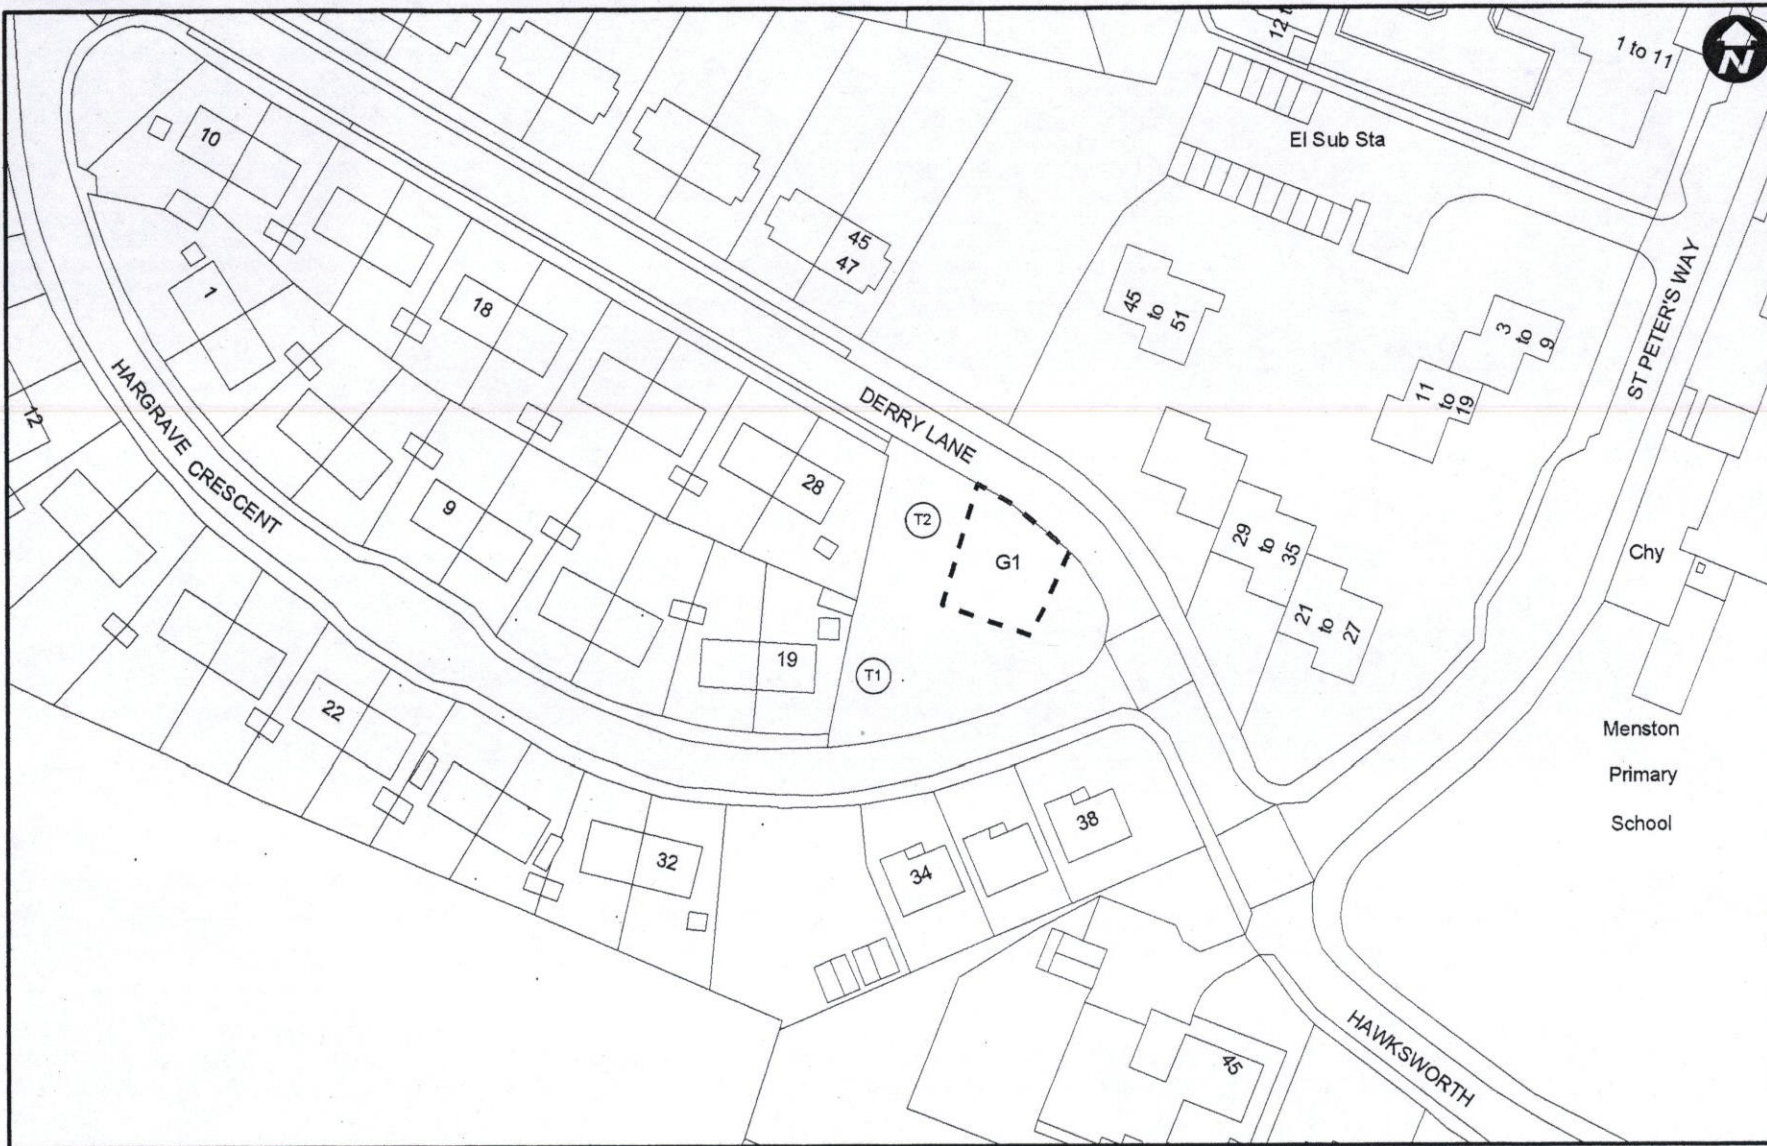 12
1 to 11
N
El Sub Sta
10
45
47
1
18
45
to
51
3
to
9
ST PETER'S WAY
HARGRAVE CRESCENT
12
DERRY LANE
11
to
19
28
9
T2
G1
29
to
35
Chy
21
to
27
19
T1
22
Menston
Primary
School
32
34
38
45
HAWKSWORTH